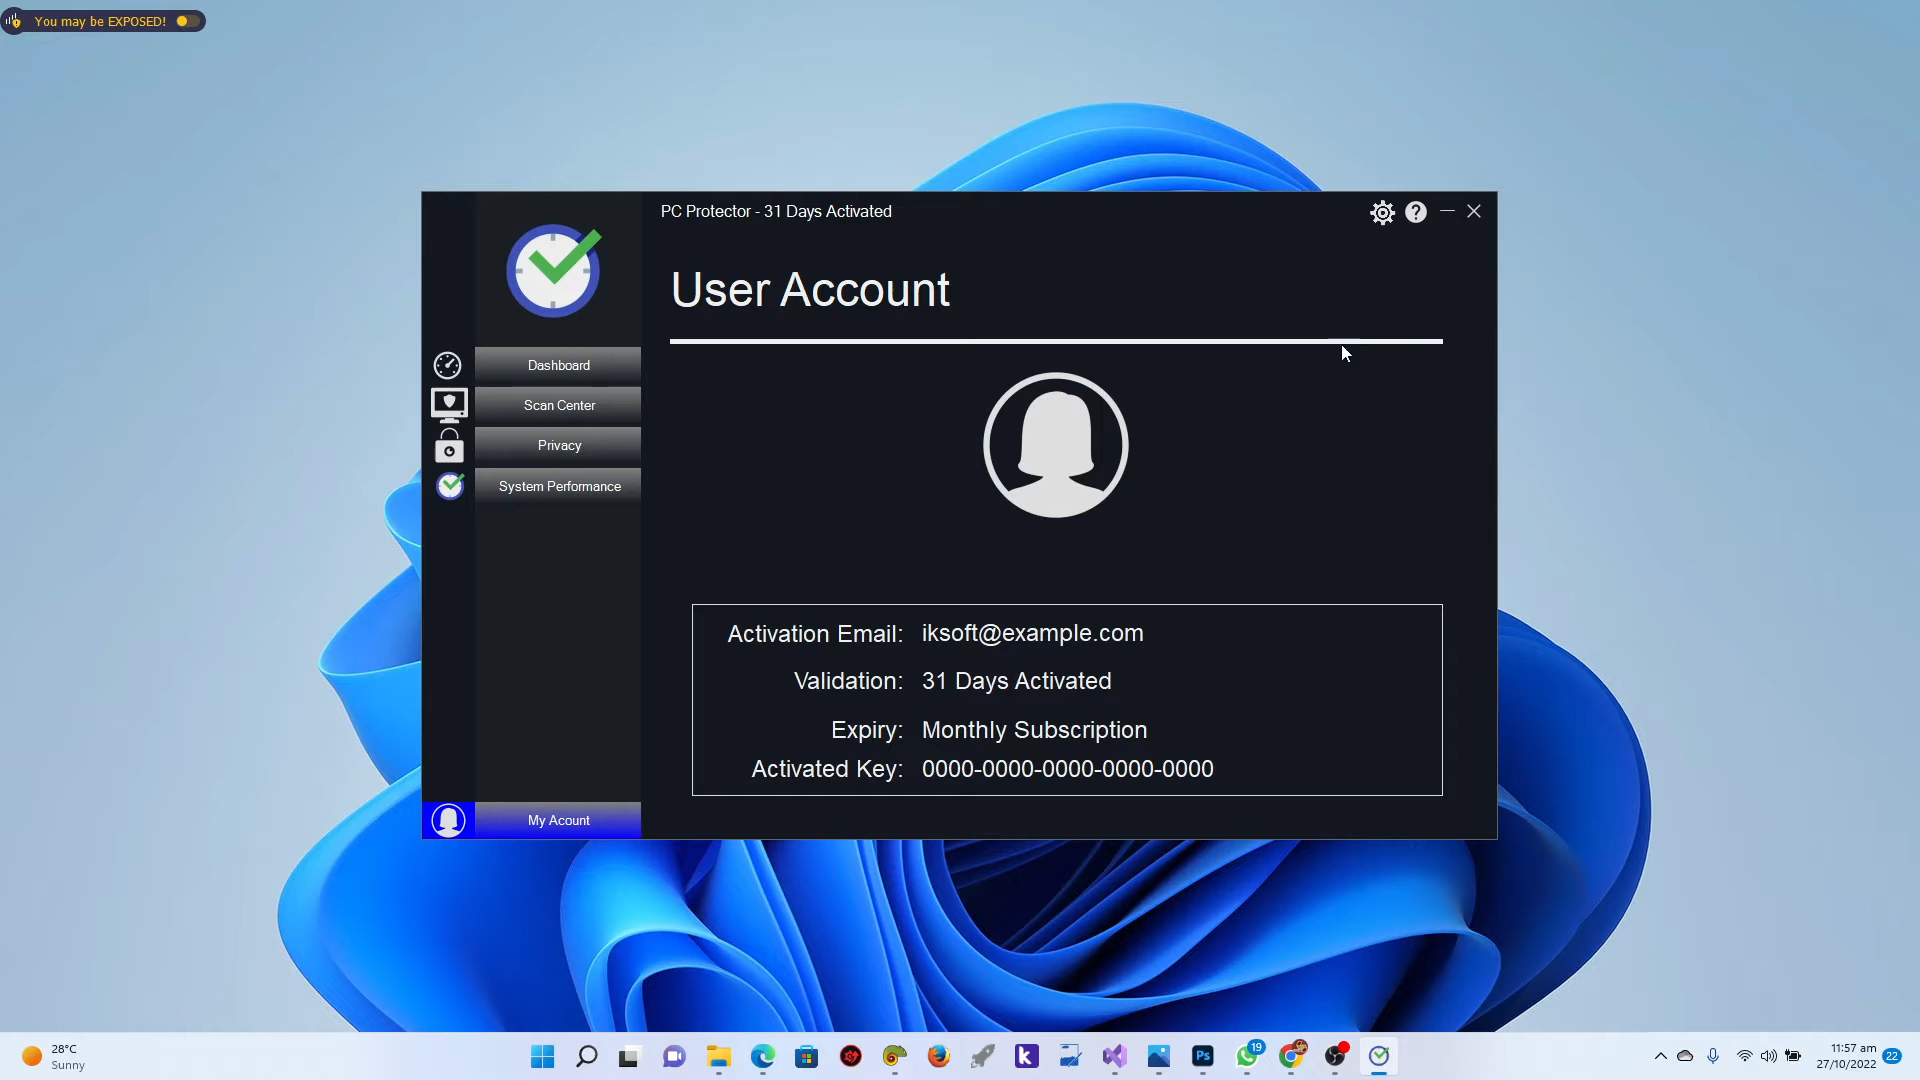 You may be EXPOSED!
PC Protector - 31 Days Activated
User Account
Dashboard
Scan Center
Privacy
System Performance
Activation Email: iksoft@example.com
Validation: 31 Days Activated
Expiry: Monthly Subscription
Activated Key: 0000-0000-0000-0000-0000
My Acount
28°C
Sunny
Ps
19
11:57 am
27/10/2022
22